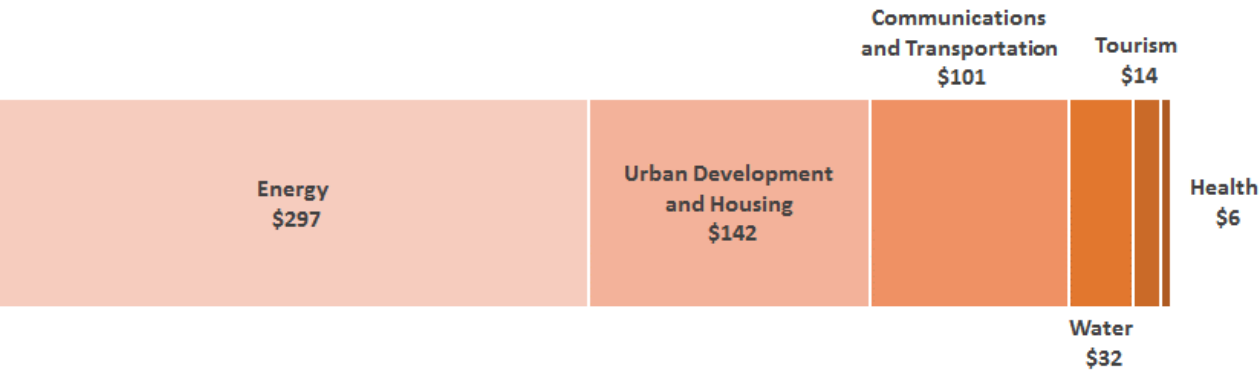 Energy
$297
Urban Development
and Housing
$142
Communications
and Transportation
$101
Water
$32
Tourism
$14
Health
$6